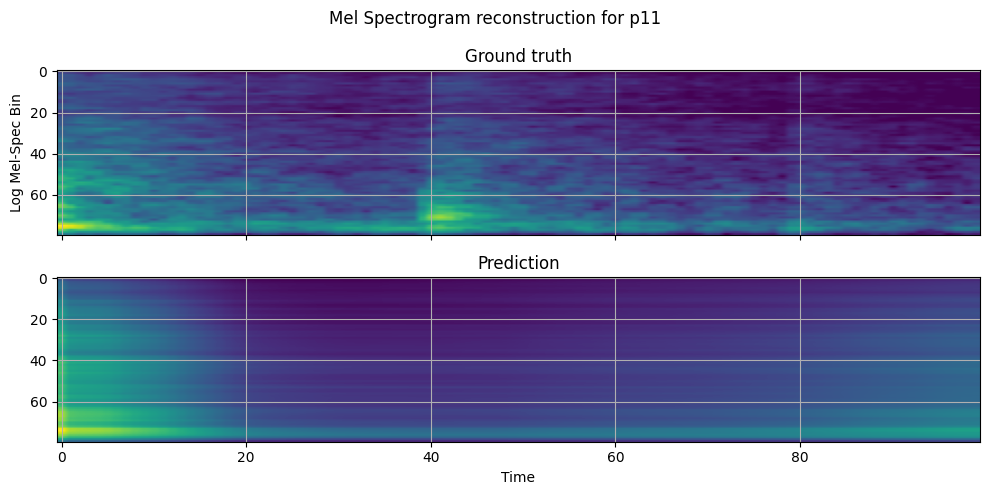 Mel Spectrogram reconstruction for p11
Ground truth
Log Mel-Spec Bin
0
20
40
60
Prediction
0
20
40
60
0 20 40 60 80
Time